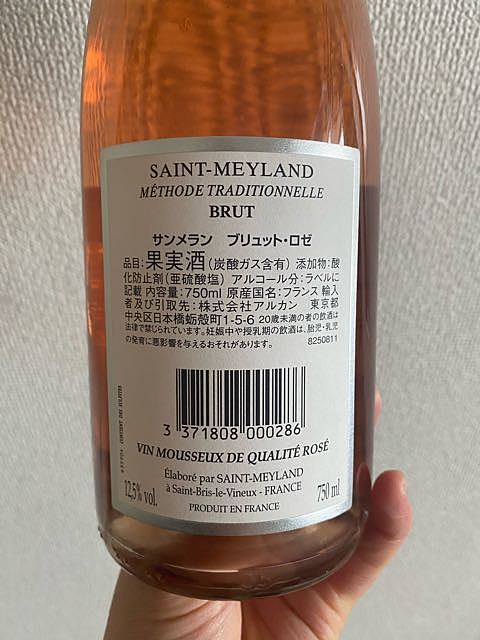 SAINT-MEYLAND
MÉTHODE TRADITIONNELLE
BRUT
サンメラン ブリュット・ロゼ
品目:果実酒(炭酸ガス含有) 添加物:酸
化防止剤(亜硫酸塩) アルコール分:ラベルに
記載 内容量:750ml 原産国名:フランス 輸入
者及び引取先:株式会社アルカン 東京都
中央区日本橋蛎殻町1-5-6 20歳未満の者の飲酒は
法律で禁じられています。妊娠中や授乳期の飲酒は、胎児・乳児
の発育に悪影響を与えるおそれがあります。 8250811
CONTIENT DES SULFITES
3 371808 000286
VIN MOUSSEUX DE QUALITÉ ROSÉ
Élaboré par SAINT-MEYLAND
à Saint-Bris-le-Vineux - FRANCE
12,5% vol.
750 ml
PRODUIT EN FRANCE